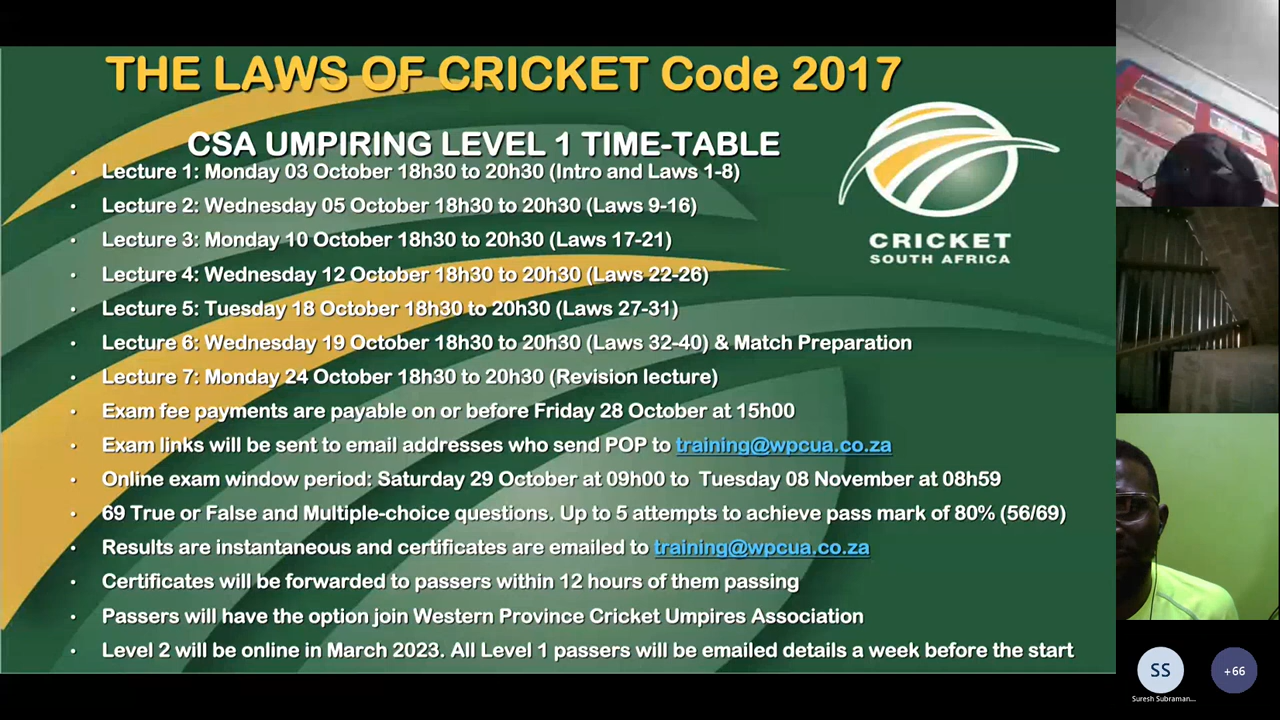 THE LAWS OF CRICKET Code 2017
CSA UMPIRING LEVEL 1 TIME-TABLE
• Lecture 1: Monday 03 October 18h30 to 20h30 (Intro and Laws 1-8)
• Lecture 2: Wednesday 05 October 18h30 to 20h30 (Laws 9-16)
• Lecture 3: Monday 10 October 18h30 to 20h30 (Laws 17-21)
• Lecture 4: Wednesday 12 October 18h30 to 20h30 (Laws 22-26)
• Lecture 5: Tuesday 18 October 18h30 to 20h30 (Laws 27-31)
• Lecture 6: Wednesday 19 October 18h30 to 20h30 (Laws 32-40) & Match Preparation
• Lecture 7: Monday 24 October 18h30 to 20h30 (Revision lecture)
• Exam fee payments are payable on or before Friday 28 October at 15h00
• Exam links will be sent to email addresses who send POP to training@wpcua.co.za
• Online exam window period: Saturday 29 October at 09h00 to Tuesday 08 November at 08h59
• 69 True or False and Multiple-choice questions. Up to 5 attempts to achieve pass mark of 80% (56/69)
• Results are instantaneous and certificates are emailed to training@wpcua.co.za
• Certificates will be forwarded to passers within 12 hours of them passing
• Passers will have the option join Western Province Cricket Umpires Association
• Level 2 will be online in March 2023. All Level 1 passers will be emailed details a week before the start
CRICKET
SOUTH AFRICA
SS
Suresh Subraman...
+66